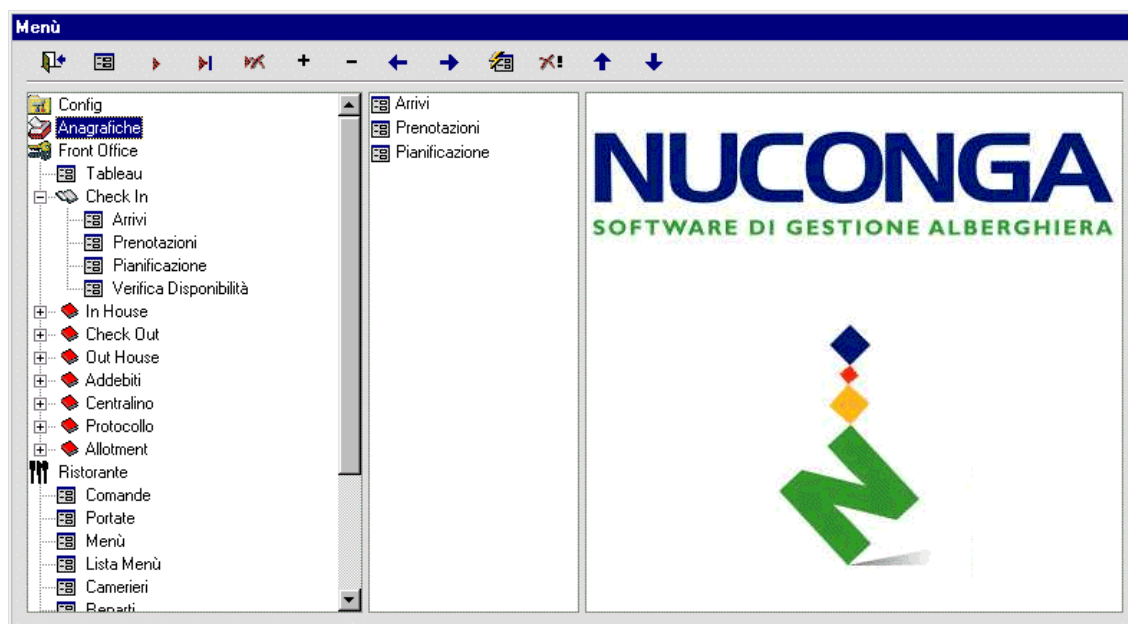 Menù
Config
Anagrafiche
Front Office
Tableau
Check In
Arrivi
Prenotazioni
Pianificazione
Verifica Disponibilità
In House
Check Out
Out House
Addebiti
Centralino
Protocollo
Allotment
Ristorante
Comande
Portate
Menù
Lista Menù
Camerieri
Reparti
Arrivi
Prenotazioni
Pianificazione
NUCONGA
SOFTWARE DI GESTIONE ALBERGHIERA